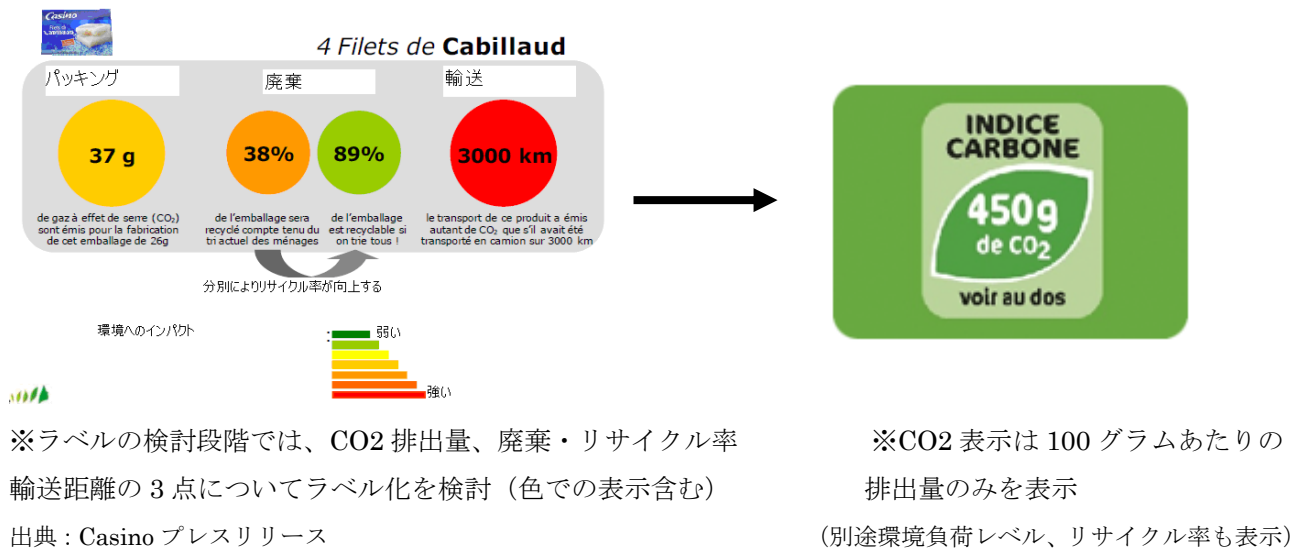 Casino
4 Filets de Cabillaud
パッキング
廃棄
輸送
37 g
38%
89%
3000 km
de gaz à effet de serre (CO₂)
sont émis pour la fabrication
de cet emballage de 26g
de l'emballage sera
recyclé compte tenu du
tri actuel des ménages
de l'emballage
est recyclable si
on trie tous !
le transport de ce produit a émis
autant de CO₂ que s'il avait été
transporté en camion sur 3000 km
分別によりリサイクル率が向上する
環境へのインパクト
:
弱い
強い
INDICE
CARBONE
450g
de CO2
voir au dos
※ラベルの検討段階では、CO2 排出量、廃棄・リサイクル率
輸送距離の 3 点についてラベル化を検討（色での表示含む）
出典 : Casino プレスリリース
※CO2 表示は 100 グラムあたりの
排出量のみを表示
（別途環境負荷レベル、リサイクル率も表示）